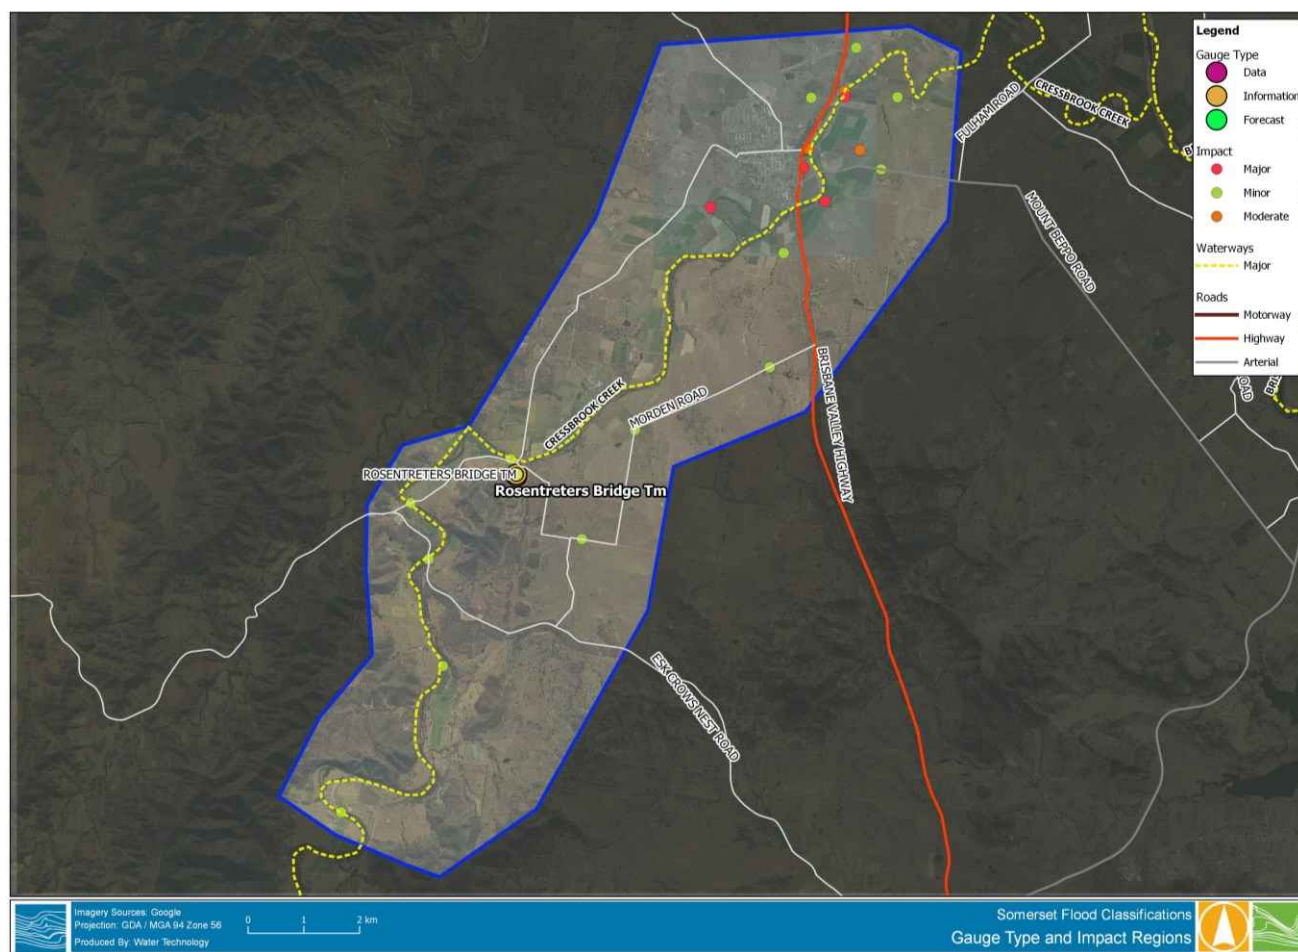 Legend
Gauge Type
Data
Information
Forecast
Impact
Major
Minor
Moderate
Waterways
Major
Roads
Motorway
Highway
Arterial
CRESSBROOK CREEK
FULHAM ROAD
MOUNT BEPPO ROAD
ROAD
CRESSBROOK CREEK
MORDEN ROAD
BRISBANE VALLEY HIGHWAY
ROSENTRETERS BRIDGE TM
Rosentreters Bridge Tm
ESK CROWS NEST ROAD
Imagery Sources: Google
Projection: GDA / MGA 94 Zone 56
Produced By: Water Technology
0 1 2 km
Somerset Flood Classifications
Gauge Type and Impact Regions